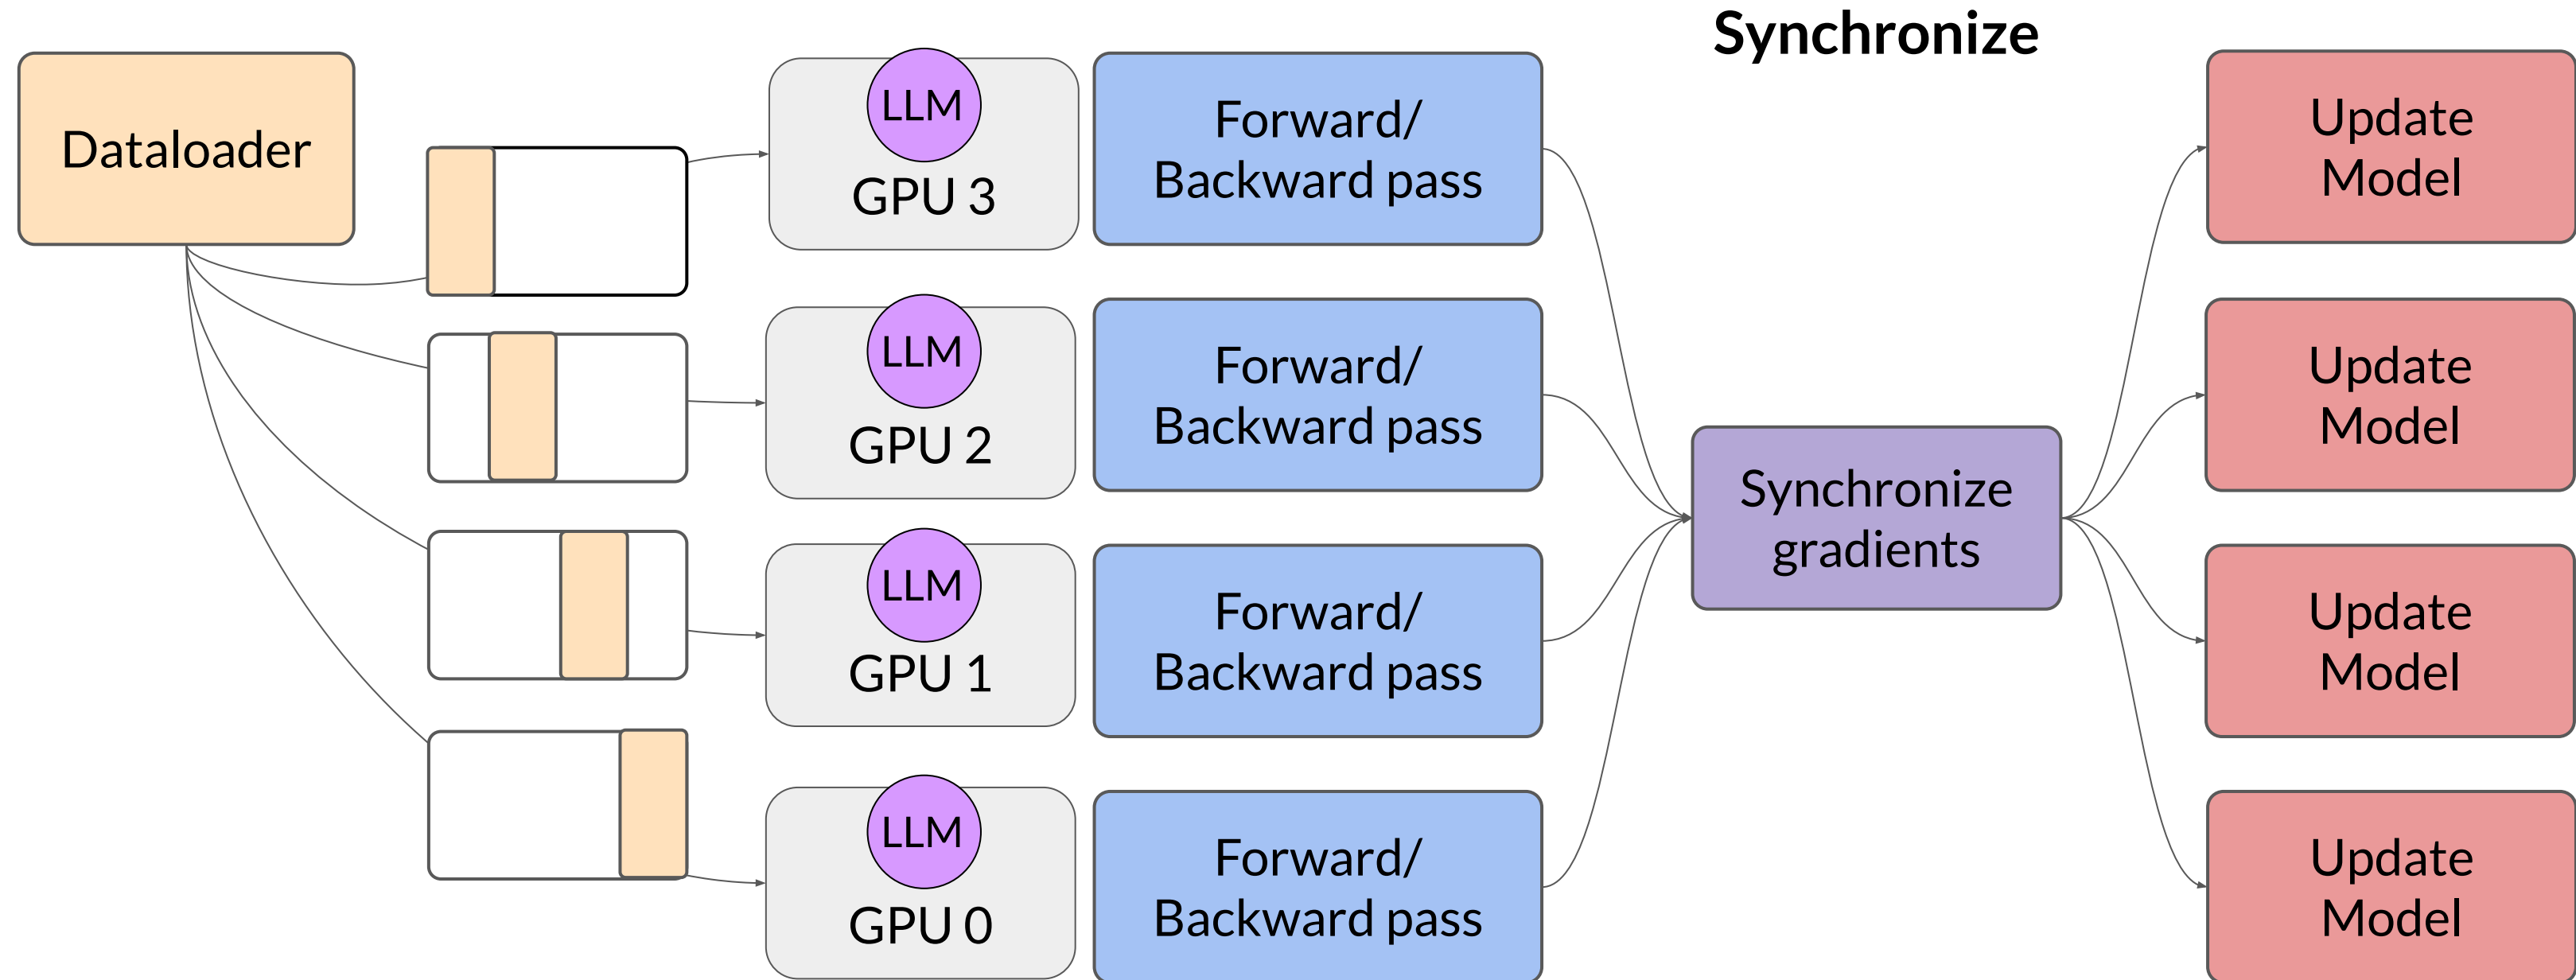 Synchronize
Dataloader
LLM
GPU 3
Forward/
Backward pass
Update
Model
LLM
GPU 2
Forward/
Backward pass
Update
Model
Synchronize
gradients
LLM
GPU 1
Forward/
Backward pass
Update
Model
LLM
GPU 0
Forward/
Backward pass
Update
Model